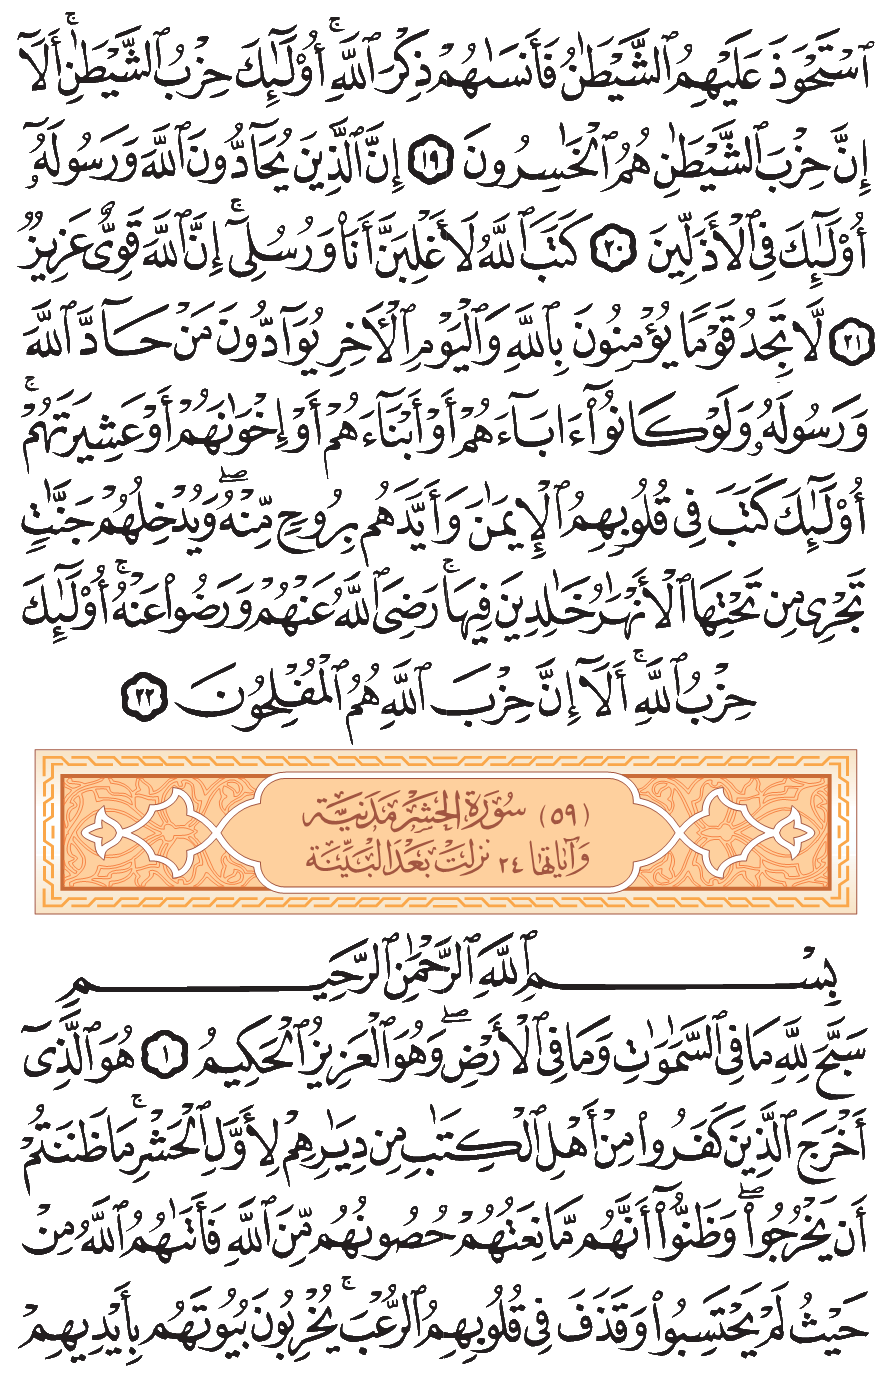 ٱسۡتَحۡوَذَ عَلَيۡهِمُ ٱلشَّيۡطَٰنُ فَأَنسَىٰهُمۡ ذِكۡرَ ٱللَّهِۚ أُوْلَٰٓئِكَ حِزۡبُ ٱلشَّيۡطَٰنِۚ أَلَآ
إِنَّ حِزۡبَ ٱلشَّيۡطَٰنِ هُمُ ٱلۡخَٰسِرُونَ ١٩ إِنَّ ٱلَّذِينَ يُحَآدُّونَ ٱللَّهَ وَرَسُولَهُۥٓ
أُوْلَٰٓئِكَ فِي ٱلۡأَذَلِّينَ ٢٠ كَتَبَ ٱللَّهُ لَأَغۡلِبَنَّ أَنَا۠ وَرُسُلِيٓۚ إِنَّ ٱللَّهَ قَوِيٌّ عَزِيزٞ
٢١ لَّا تَجِدُ قَوۡمٗا يُؤۡمِنُونَ بِٱللَّهِ وَٱلۡيَوۡمِ ٱلۡأٓخِرِ يُوَآدُّونَ مَنۡ حَآدَّ ٱللَّهَ
وَرَسُولَهُۥ وَلَوۡ كَانُوٓاْ ءَابَآءَهُمۡ أَوۡ أَبۡنَآءَهُمۡ أَوۡ إِخۡوَٰنَهُمۡ أَوۡ عَشِيرَتَهُمۡۚ
أُوْلَٰٓئِكَ كَتَبَ فِي قُلُوبِهِمُ ٱلۡإِيمَٰنَ وَأَيَّدَهُم بِرُوحٖ مِّنۡهُۖ وَيُدۡخِلُهُمۡ جَنَّٰتٖ
تَجۡرِي مِن تَحۡتِهَا ٱلۡأَنۡهَٰرُ خَٰلِدِينَ فِيهَاۚ رَضِيَ ٱللَّهُ عَنۡهُمۡ وَرَضُواْ عَنۡهُۚ أُوْلَٰٓئِكَ
حِزۡبُ ٱللَّهِۚ أَلَآ إِنَّ حِزۡبَ ٱللَّهِ هُمُ ٱلۡمُفۡلِحُونَ ٢٢
(٥٩) سُورَة الحَشر مَدَنيَّة
وَآياتها ٢٤ نزلت بَعْدَ البَيِّنَة
بِسۡمِ ٱللَّهِ ٱلرَّحۡمَٰنِ ٱلرَّحِيمِ
سَبَّحَ لِلَّهِ مَا فِي ٱلسَّمَٰوَٰتِ وَمَا فِي ٱلۡأَرۡضِۖ وَهُوَ ٱلۡعَزِيزُ ٱلۡحَكِيمُ ١ هُوَ ٱلَّذِيٓ
أَخۡرَجَ ٱلَّذِينَ كَفَرُواْ مِنۡ أَهۡلِ ٱلۡكِتَٰبِ مِن دِيَٰرِهِمۡ لِأَوَّلِ ٱلۡحَشۡرِۚ مَا ظَنَنتُمۡ
أَن يَخۡرُجُواْۖ وَظَنُّوٓاْ أَنَّهُم مَّانِعَتُهُمۡ حُصُونُهُم مِّنَ ٱللَّهِ فَأَتَىٰهُمُ ٱللَّهُ مِنۡ
حَيۡثُ لَمۡ يَحۡتَسِبُواْ وَقَذَفَ فِي قُلُوبِهِمُ ٱلرُّعۡبَۚ يُخۡرِبُونَ بُيُوتَهُم بِأَيۡدِيهِمۡ